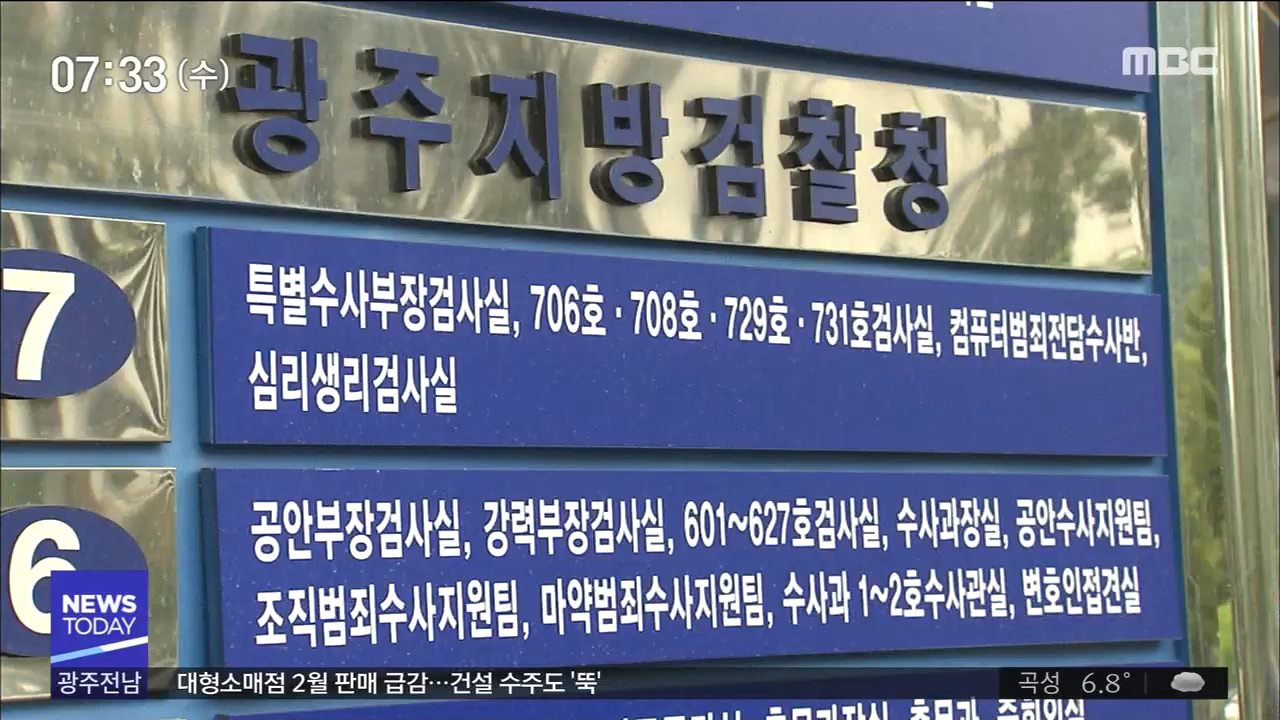 07:33 (수)
MBC
광주지방검찰청
7
특별수사부장검사실, 706호·708호·729호·731호검사실, 컴퓨터범죄전담수사반,
심리생리검사실
6
공안부장검사실, 강력부장검사실, 601~627호검사실, 수사과장실, 공안수사지원팀,
조직범죄수사지원팀, 마약범죄수사지원팀, 수사과 1~2호수사관실, 변호인접견실
NEWS
TODAY
광주전남
대형소매점 2월 판매 급감…건설 수주도 '뚝'
곡성 6.8°